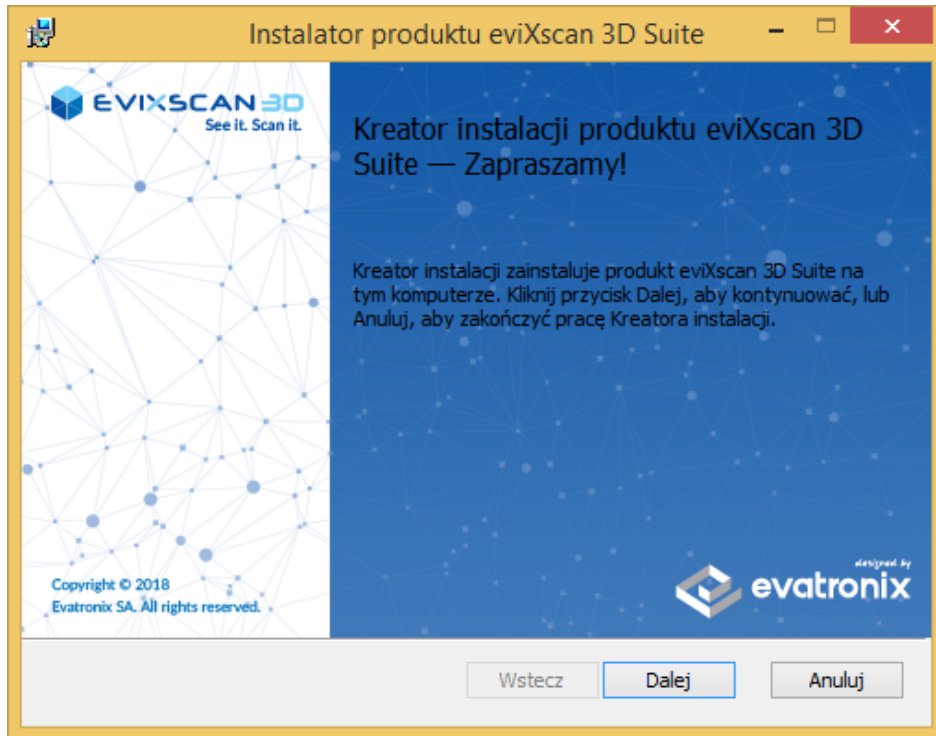 Instalator produktu eviXscan 3D Suite
EVIXSCAN 3D
See it. Scan it.
Kreator instalacji produktu eviXscan 3D
Suite — Zapraszamy!
Kreator instalacji zainstaluje produkt eviXscan 3D Suite na
tym komputerze. Kliknij przycisk Dalej, aby kontynuować, lub
Anuluj, aby zakończyć pracę Kreatora instalacji.
Copyright © 2018
Evatronix SA. All rights reserved.
designed by
evatronix
Wstecz
Dalej
Anuluj